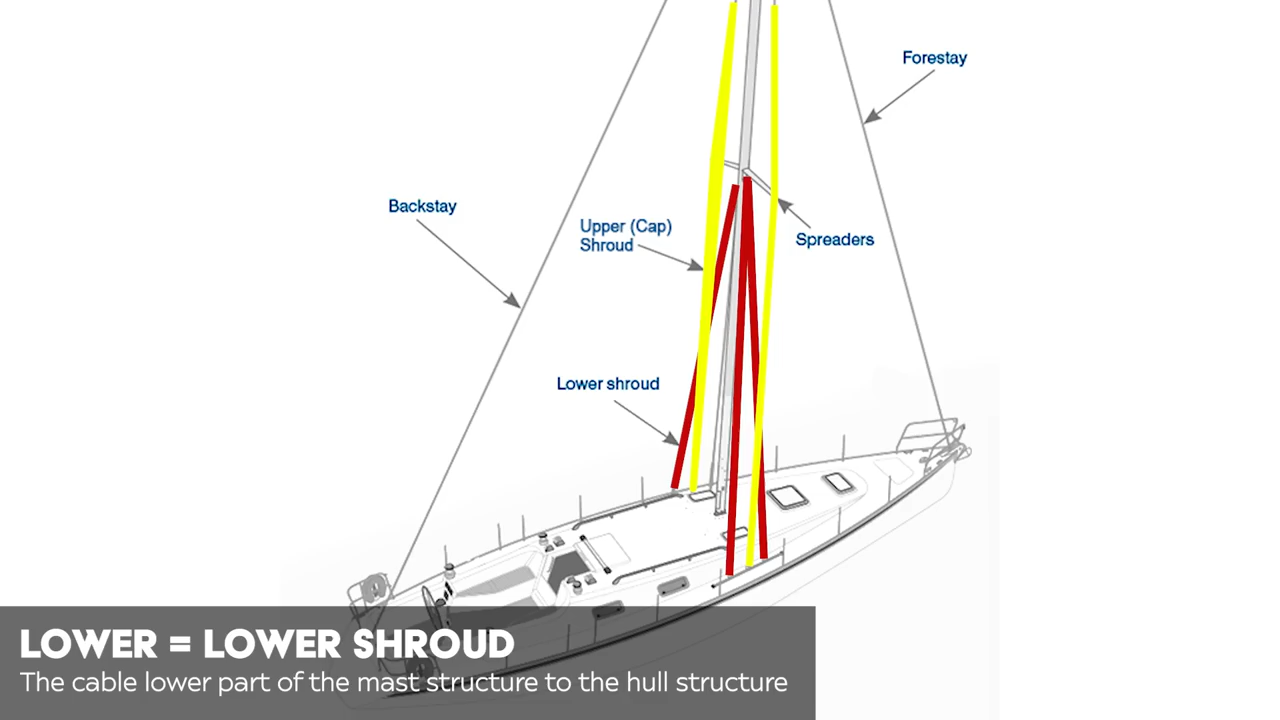 Forestay
Backstay
Upper (Cap)
Shroud
Spreaders
Lower shroud
LOWER = LOWER SHROUD
The cable lower part of the mast structure to the hull structure